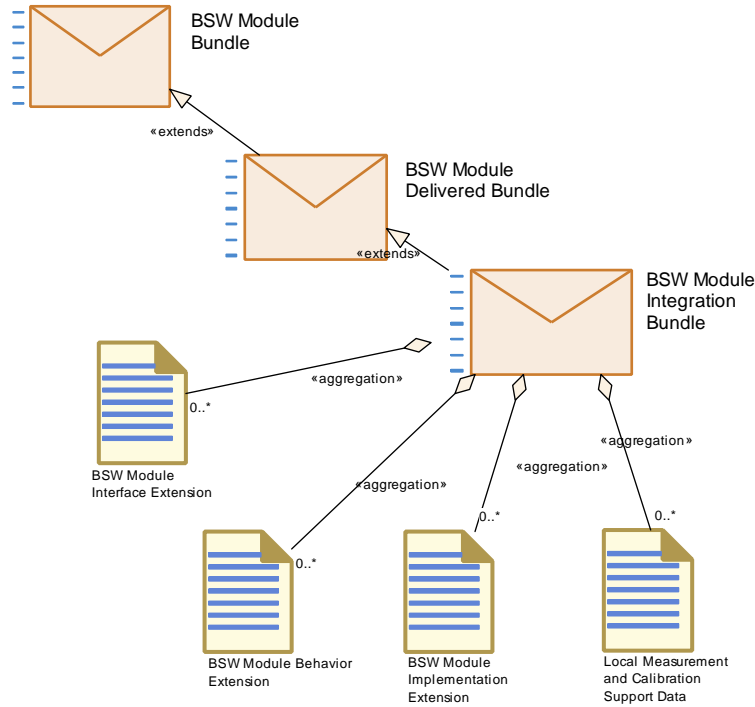 BSW Module
Bundle
«extends»
BSW Module
Delivered Bundle
«extends»
BSW Module
Integration
Bundle
«aggregation»
0..*
BSW Module
Interface Extension
«aggregation»
0..*
BSW Module Behavior
Extension
«aggregation»
0..*
BSW Module
Implementation
Extension
«aggregation»
0..*
Local Measurement
and Calibration
Support Data